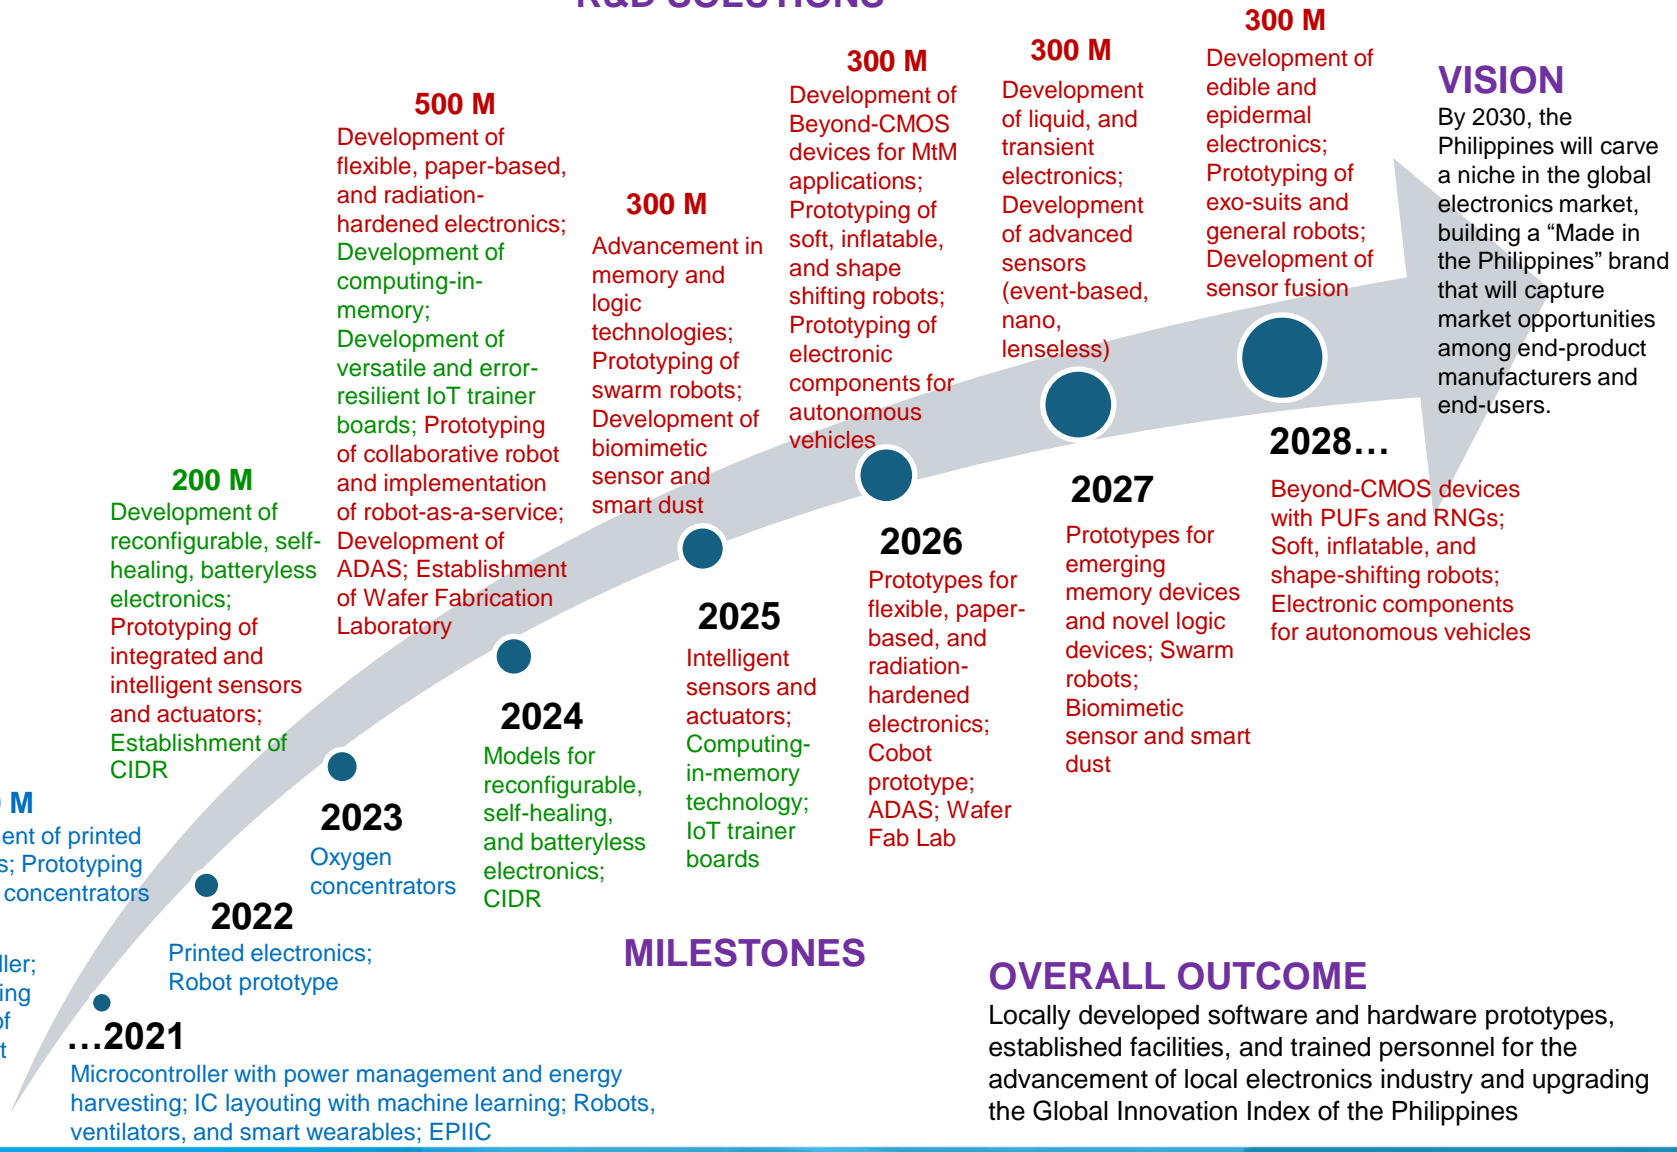 R&D SOLUTIONS
300 M
Development of
edible and
epidermal
electronics;
Prototyping of
exo-suits and
general robots;
Development of
sensor fusion
300 M
Development
of liquid, and
transient
electronics;
Development
of advanced
sensors
(event-based,
nano,
lenseless)
300 M
Development of
Beyond-CMOS
devices for MtM
applications;
Prototyping of
soft, inflatable,
and shape
shifting robots;
Prototyping of
electronic
components for
autonomous
vehicles
300 M
Advancement in
memory and
logic
technologies;
Prototyping of
swarm robots;
Development of
biomimetic
sensor and
smart dust
500 M
Development of
flexible, paper-based,
and radiation-
hardened electronics;
Development of
computing-in-
memory;
Development of
versatile and error-
resilient IoT trainer
boards; Prototyping
of collaborative robot
and implementation
of robot-as-a-service;
Development of
ADAS; Establishment
of Wafer Fabrication
Laboratory
200 M
Development of
reconfigurable, self-
healing, batteryless
electronics;
Prototyping of
integrated and
intelligent sensors
and actuators;
Establishment of
CIDR
M
ent of printed
s; Prototyping
concentrators
ller;
ing
of
t
VISION
By 2030, the
Philippines will carve
a niche in the global
electronics market,
building a “Made in
the Philippines” brand
that will capture
market opportunities
among end-product
manufacturers and
end-users.
…2021
Microcontroller with power management and energy
harvesting; IC layouting with machine learning; Robots,
ventilators, and smart wearables; EPIIC
2022
Printed electronics;
Robot prototype
2023
Oxygen
concentrators
2024
Models for
reconfigurable,
self-healing,
and batteryless
electronics;
CIDR
2025
Intelligent
sensors and
actuators;
Computing-
in-memory
technology;
IoT trainer
boards
2026
Prototypes for
flexible, paper-
based, and
radiation-
hardened
electronics;
Cobot
prototype;
ADAS; Wafer
Fab Lab
2027
Prototypes for
emerging
memory devices
and novel logic
devices; Swarm
robots;
Biomimetic
sensor and smart
dust
2028…
Beyond-CMOS devices
with PUFs and RNGs;
Soft, inflatable, and
shape-shifting robots;
Electronic components
for autonomous vehicles
MILESTONES
OVERALL OUTCOME
Locally developed software and hardware prototypes,
established facilities, and trained personnel for the
advancement of local electronics industry and upgrading
the Global Innovation Index of the Philippines